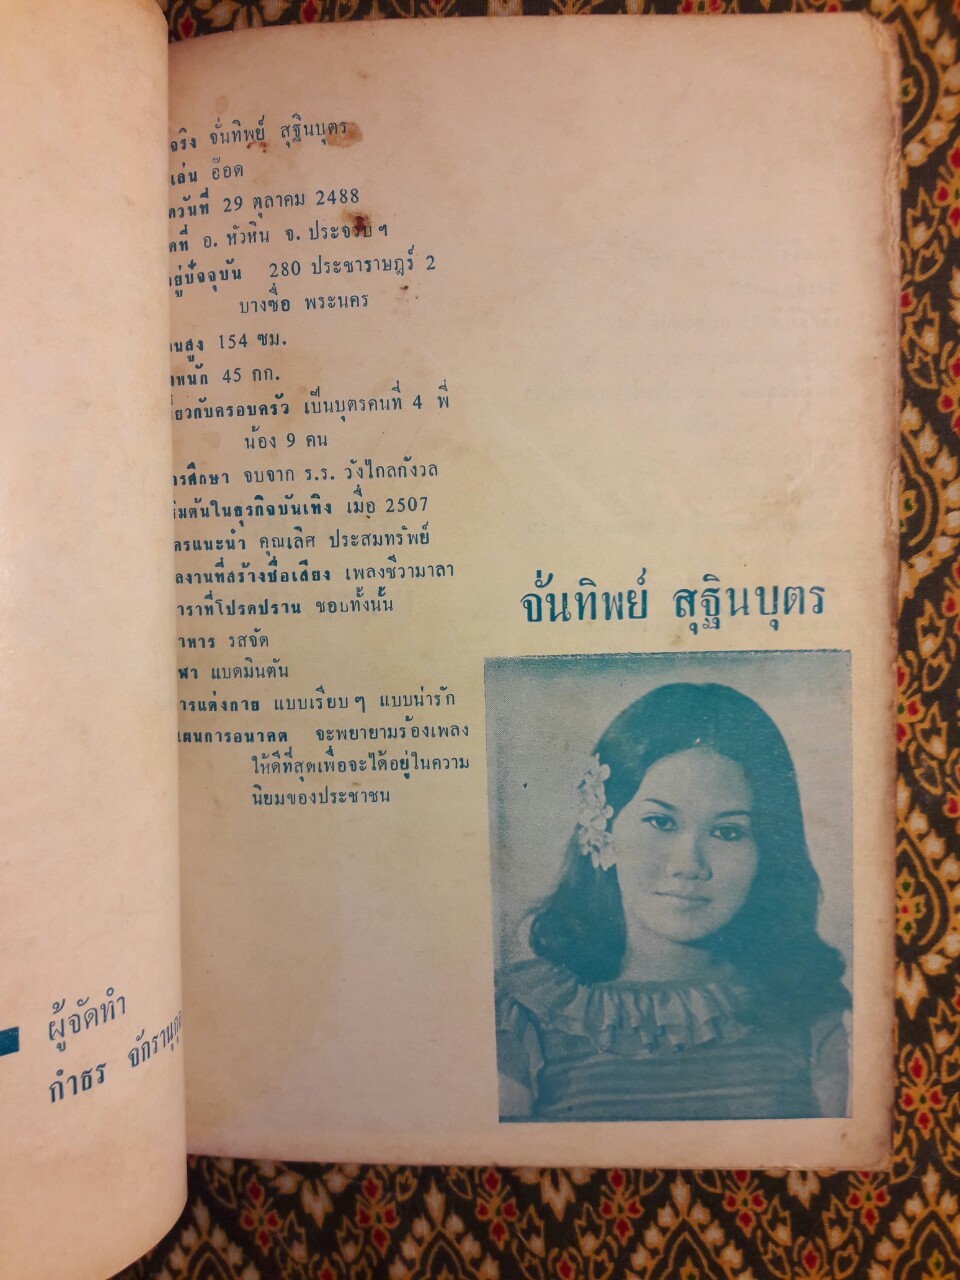 จริง จั่นทิพย์ สุฐินบุตร
เล่น อ๊อด
ดวันที่ 29 ตุลาคม 2488
ดที่ อ. หัวหิน จ. ประจวบฯ
อยู่ปัจจุบัน 280 ประชาราษฎร์ 2
บางซื่อ พระนคร
วนสูง 154 ซม.
หนัก 45 กก.
ยวกับครอบครัว เป็นบุตรคนที่ 4 พี่
น้อง 9 คน
ารศึกษา จบจาก ร.ร. วังไกลกังวล
ริ่มต้นในธุรกิจบันเทิง เมื่อ 2507
ครแนะนำ คุณเลิศ ประสมทรัพย์
ลงานที่สร้างชื่อเสียง เพลงชีวามาลา
าราที่โปรดปราน ชอบทั้งนั้น
าหาร รสจัด
ฬา แบดมินตัน
ารแต่งกาย แบบเรียบๆ แบบน่ารัก
แผนการอนาคต จะพยายามร้องเพลง
ให้ดีที่สุดเพื่อจะได้อยู่ในความ
นิยมของประชาชน
จั่นทิพย์ สุฐินบุตร
ผู้จัดทำ
กำธร จักรานุกุ